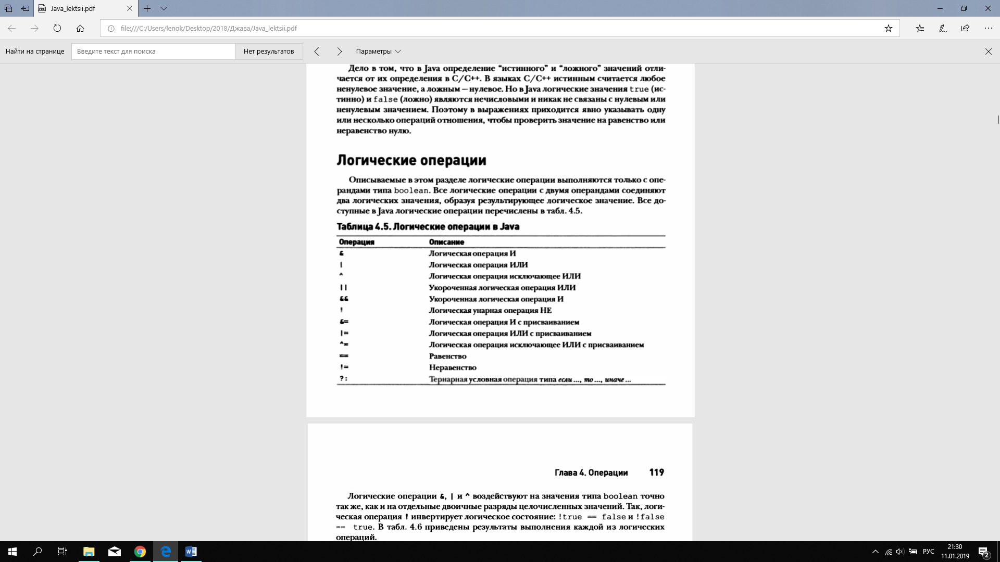 Java_lektsii.pdf
file:///C:/Users/lenok/Desktop/2018/Джава/Java_lektsii.pdf
Найти на странице
Введите текст для поиска
Нет результатов
Параметры
Дело в том, что в Java определение “истинного” и “ложного” значений отли-
чается от их определения в С/С++. В языках С/С++ истинным считается любое
ненулевое значение, а ложным — нулевое. Но в Java логические значения true (ис-
тинно) и false (ложно) являются нечисловыми и никак не связаны с нулевым или
ненулевым значением. Поэтому в выражениях приходится явно указывать одну
или несколько операций отношения, чтобы проверить значение на равенство или
неравенство нулю.
Логические операции
Описываемые в этом разделе логические операции выполняются только с опе-
рандами типа boolean. Все логические операции с двумя операндами соединяют
два логических значения, образуя результирующее логическое значение. Все до-
ступные в Java логические операции перечислены в табл. 4.5.
Таблица 4.5. Логические операции в Java
Операция Описание
& Логическая операция И
| Логическая операция ИЛИ
^ Логическая операция исключающее ИЛИ
|| Укороченная логическая операция ИЛИ
&& Укороченная логическая операция И
! Логическая унарная операция НЕ
&= Логическая операция И с присваиванием
|= Логическая операция ИЛИ с присваиванием
^= Логическая операция исключающее ИЛИ с присваиванием
== Равенство
!= Неравенство
?: Тернарная условная операция типа если ..., то ..., иначе ...
Глава 4. Операции 119
Логические операции &, | и ^ воздействуют на значения типа boolean точно
так же, как и на отдельные двоичные разряды целочисленных значений. Так, логи-
ческая операция ! инвертирует логическое состояние: !true == false и !false
== true. В табл. 4.6 приведены результаты выполнения каждой из логических
операций.
РУС
21:30
11.01.2019
2